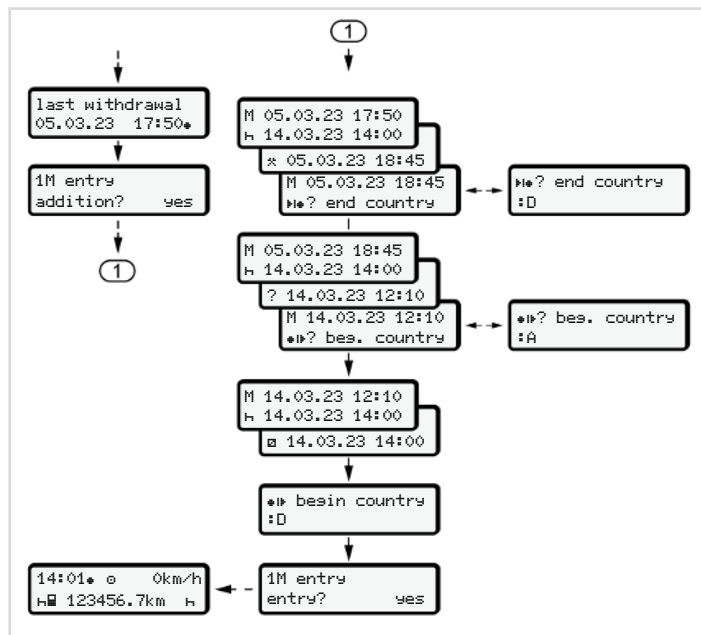 1
last withdrawal
05.03.23 17:50
1M entry
addition? yes
1
M 05.03.23 17:50
14.03.23 14:00
05.03.23 18:45
M 05.03.23 18:45
? end country
? end country
:D
M 05.03.23 18:45
14.03.23 14:00
? 14.03.23 12:10
M 14.03.23 12:10
? beg. country
? beg. country
:A
M 14.03.23 12:10
14.03.23 14:00
14.03.23 14:00
begin country
:D
1M entry
entry? yes
14:01 0km/h
123456.7km